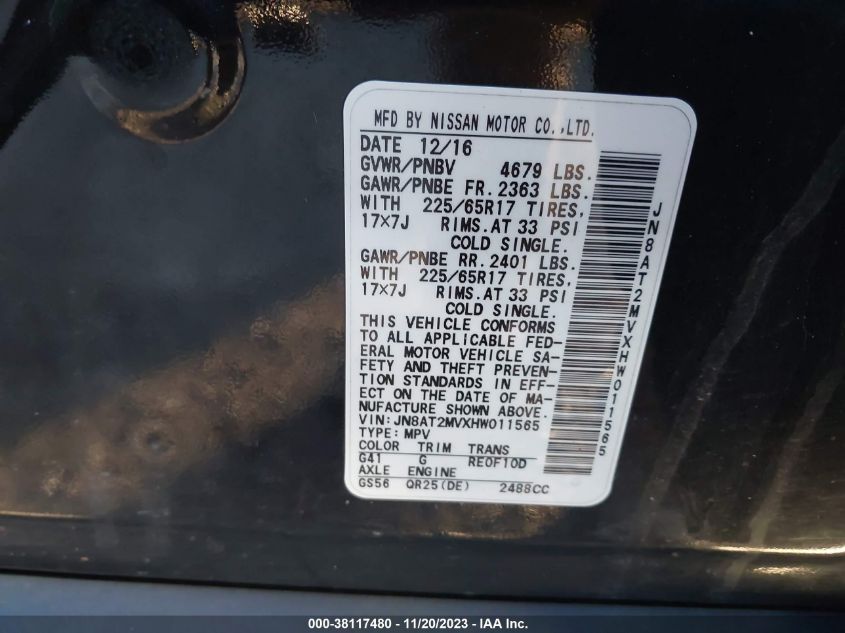 MFD BY NISSAN MOTOR CO.,LTD.
DATE 12/16
GVWR/PNBV 4679 LBS.
GAWR/PNBE FR. 2363 LBS.
WITH 225/65R17 TIRES,
17×7J RIMS.AT 33 PSI
COLD SINGLE.
GAWR/PNBE RR. 2401 LBS.
WITH 225/65R17 TIRES,
17×7J RIMS.AT 33 PSI
COLD SINGLE.
THIS VEHICLE CONFORMS
TO ALL APPLICABLE FED-
ERAL MOTOR VEHICLE SA-
FETY AND THEFT PREVEN-
TION STANDARDS IN EFF-
ECT ON THE DATE OF MA-
NUFACTURE SHOWN ABOVE.
VIN: JN8AT2MVXHW011565
TYPE: MPV
COLOR TRIM TRANS
G41 G RE0F10D
AXLE ENGINE
GS56 QR25(DE) 2488CC
JN8AT2MVXHW011565
000-38117480 - 11/20/2023 - IAA Inc.